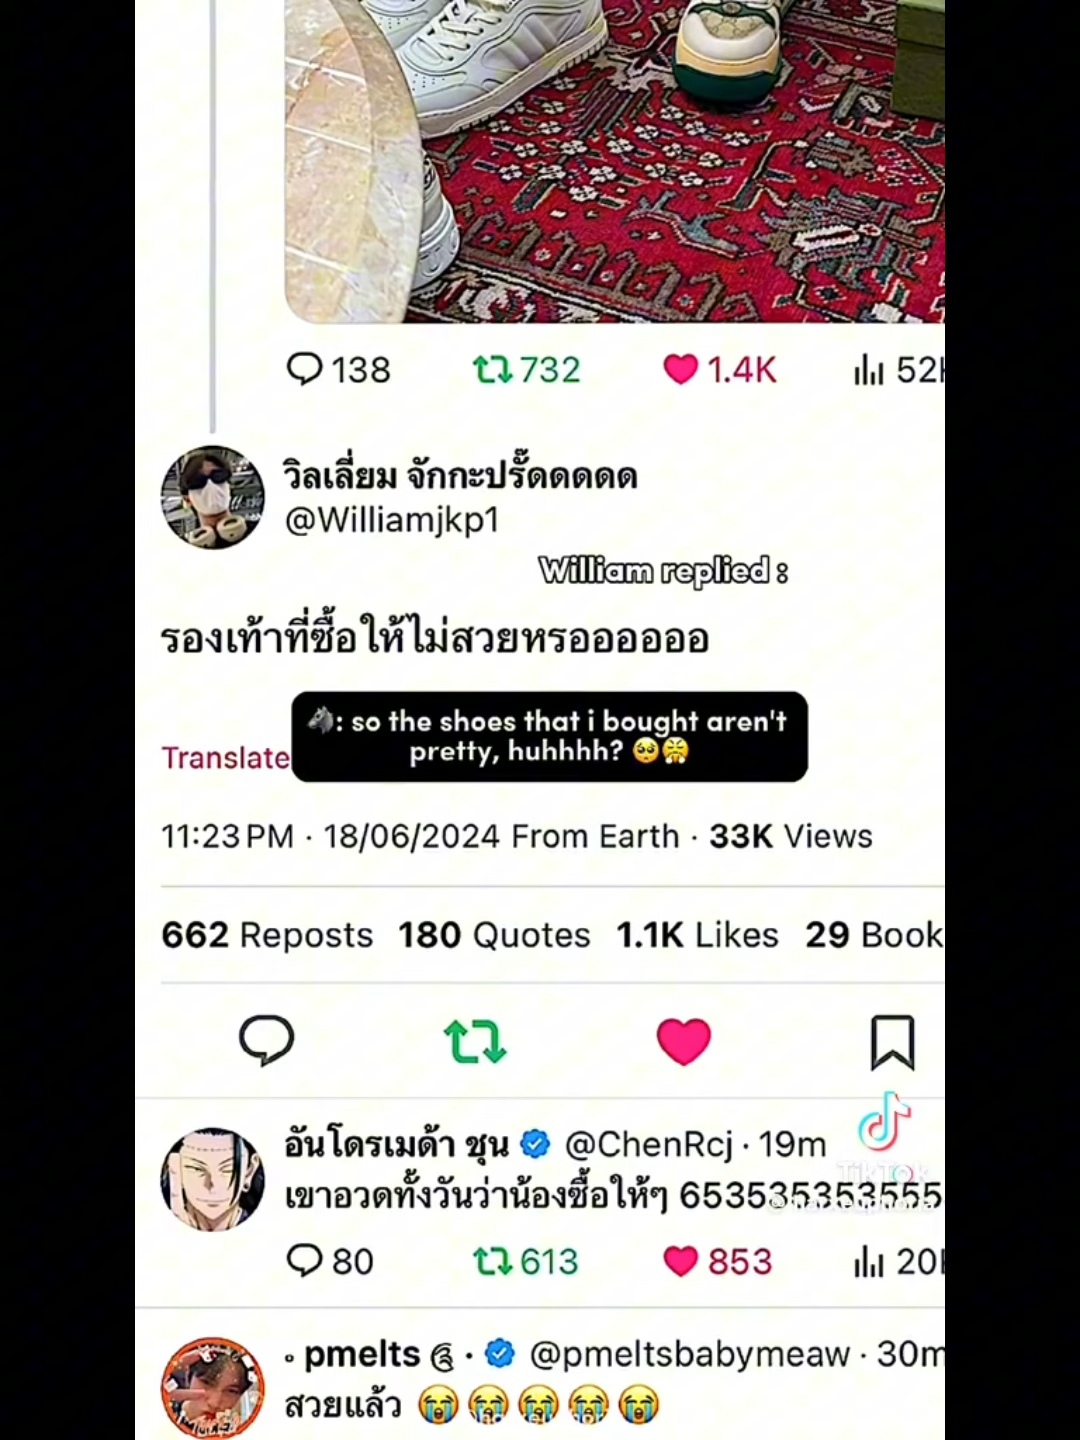 138 732 1.4K 52K
วิลเลี่ยม จักกะปรั๊ดดดดด
@Williamjkp1
William replied :
รองเท้าที่ซื้อให้ไม่สวยหรออออออ
🐴: so the shoes that i bought aren't
pretty, huhhhh? 🥺😤
Translate
11:23 PM · 18/06/2024 From Earth · 33K Views
662 Reposts 180 Quotes 1.1K Likes 29 Book
อันโดรเมด้า ชุน @ChenRcj · 19m
TikTok
เขาอวดทั้งวันว่าน้องซื้อให้ๆ 6535353535555
80 613 853 20K
pmelts · @pmeltsbabymeaw · 30m
สวยแล้ว 😭😭😭😭😭